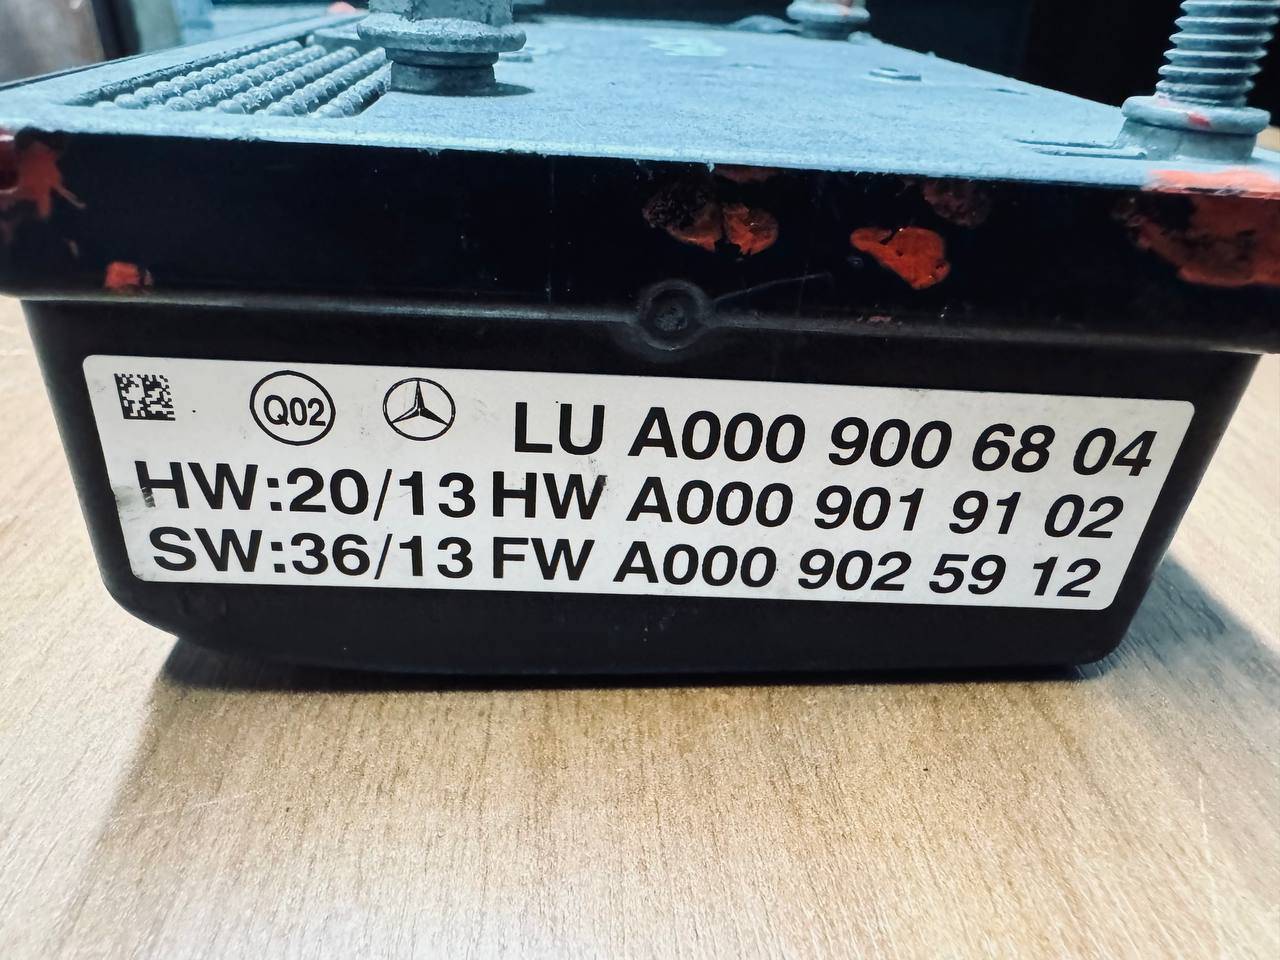 Q02 LU A000 900 68 04
HW:20/13 HW A000 901 91 02
SW:36/13 FW A000 902 59 12